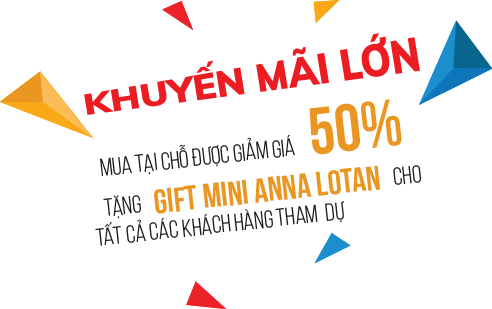 KHUYẾN MÃI LỚN
MUA TẠI CHỖ ĐƯỢC GIẢM GIÁ 50%
TẶNG GIFT MINI ANNA LOTAN CHO
TẤT CẢ CÁC KHÁCH HÀNG THAM DỰ